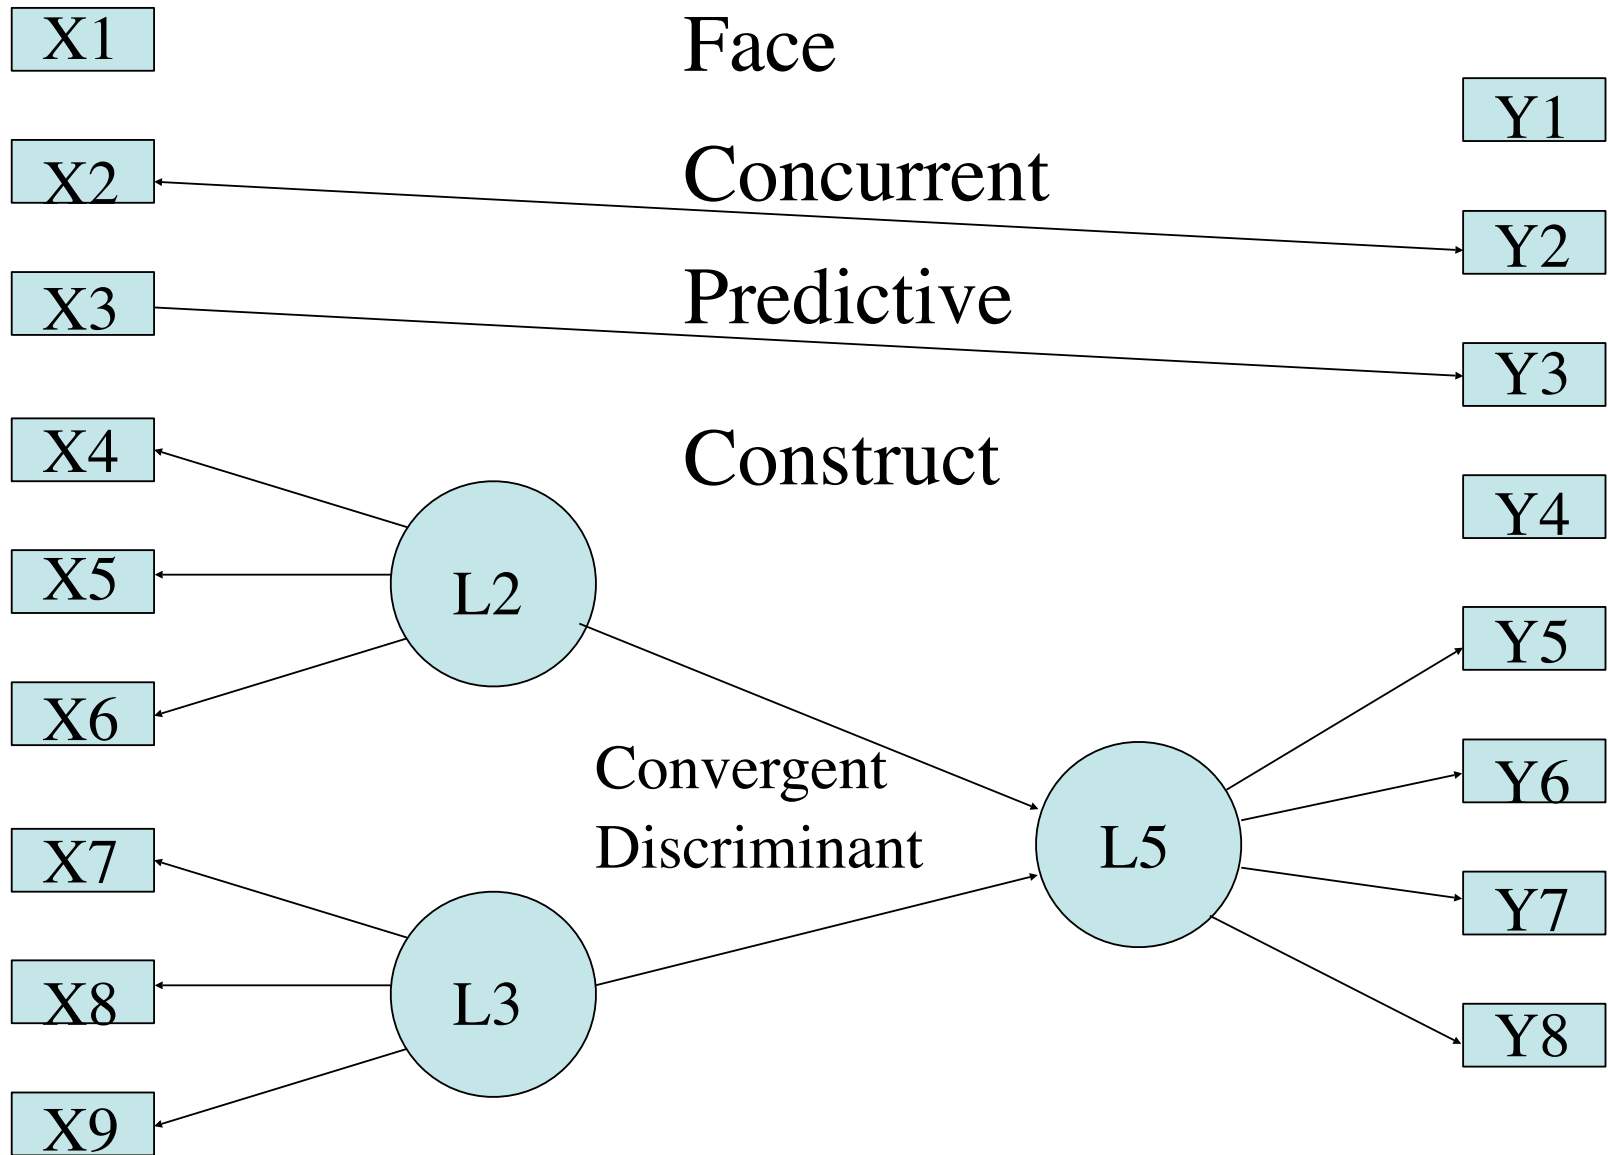 X1
Face
Y1
X2
Concurrent
Y2
X3
Predictive
Y3
X4
Construct
Y4
X5
L2
Y5
X6
Convergent
Y6
X7
Discriminant
L5
Y7
X8
L3
Y8
X9